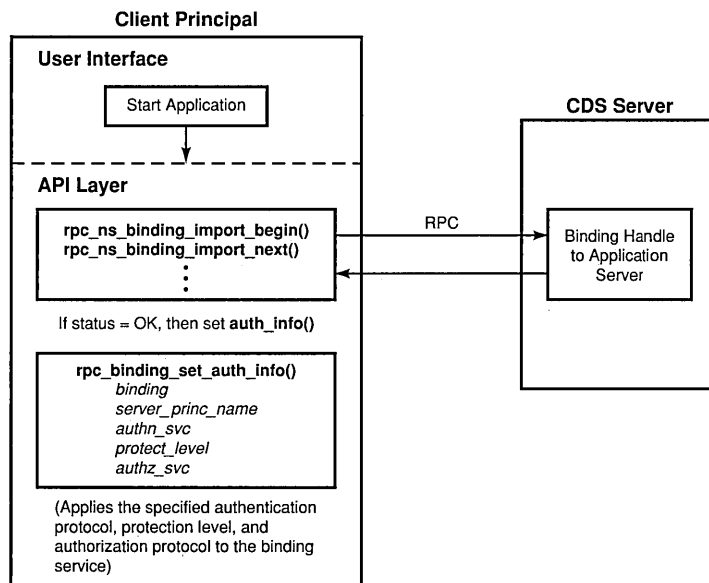 Client Principal
User Interface
Start Application
API Layer
rpc_ns_binding_import_begin()
rpc_ns_binding_import_next()
If status = OK, then set auth_info()
rpc_binding_set_auth_info()
binding
server_princ_name
authn_svc
protect_level
authz_svc
(Applies the specified authentication
protocol, protection level, and
authorization protocol to the binding
service)
RPC
CDS Server
Binding Handle
to Application
Server